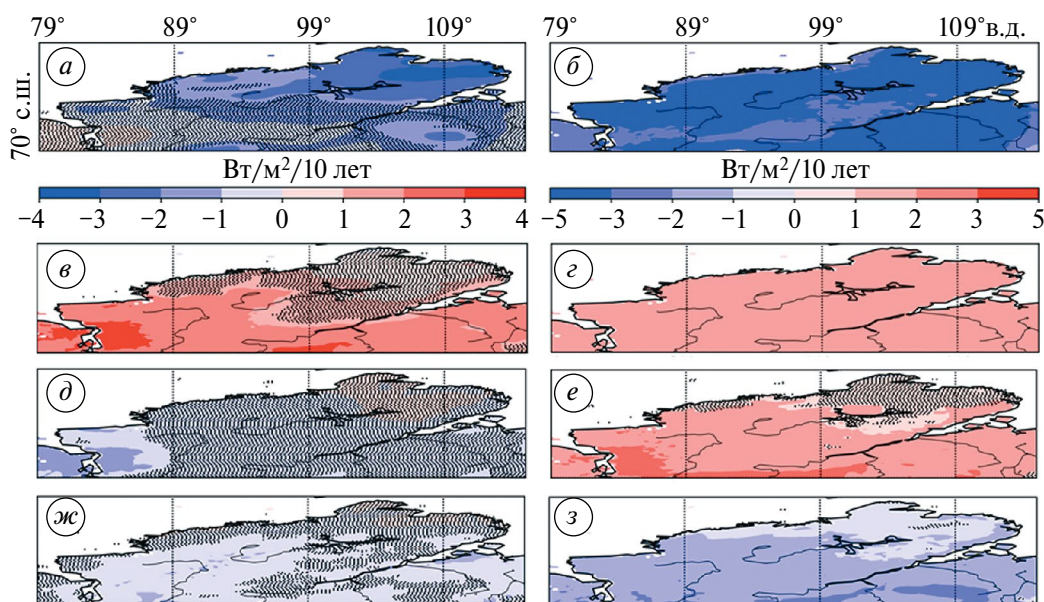 79° 89° 99° 109° 79° 89° 99° 109° в.д.
а б
70° с.ш.
Вт/м²/10 лет Вт/м²/10 лет
−4 −3 −2 −1 0 1 2 3 4 −5 −3 −2 −1 0 1 2 3 5
в г
д е
ж з